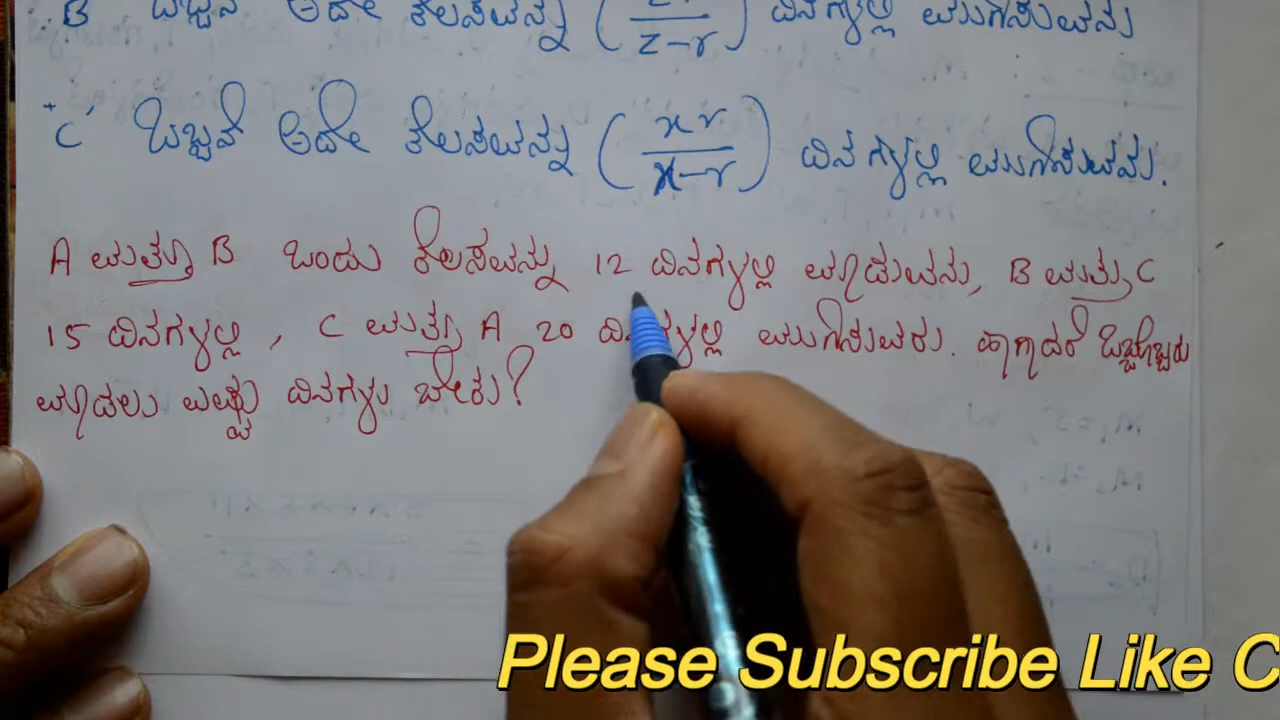 B ಒಬ್ಬನೆ ಅದೇ ಕೆಲಸವನ್ನು ( / z-r ) ದಿನಗಳಲ್ಲಿ ಮುಗಿಸುವನು
'C' ಒಬ್ಬನೆ ಅದೇ ಕೆಲಸವನ್ನು (xr / x-r) ದಿನಗಳಲ್ಲಿ ಮುಗಿಸುವನು.
A ಮತ್ತು B ಒಂದು ಕೆಲಸವನ್ನು 12 ದಿನಗಳಲ್ಲಿ ಮಾಡುವನು, B ಮತ್ತು C
15 ದಿನಗಳಲ್ಲಿ, C ಮತ್ತು A 20 ದಿನಗಳಲ್ಲಿ ಮುಗಿಸುವರು. ಹಾಗಾದರೆ ಒಬ್ಬೊಬ್ಬರು
ಮಾಡಲು ಎಷ್ಟು ದಿನಗಳು ಬೇಕು?
Please Subscribe Like C